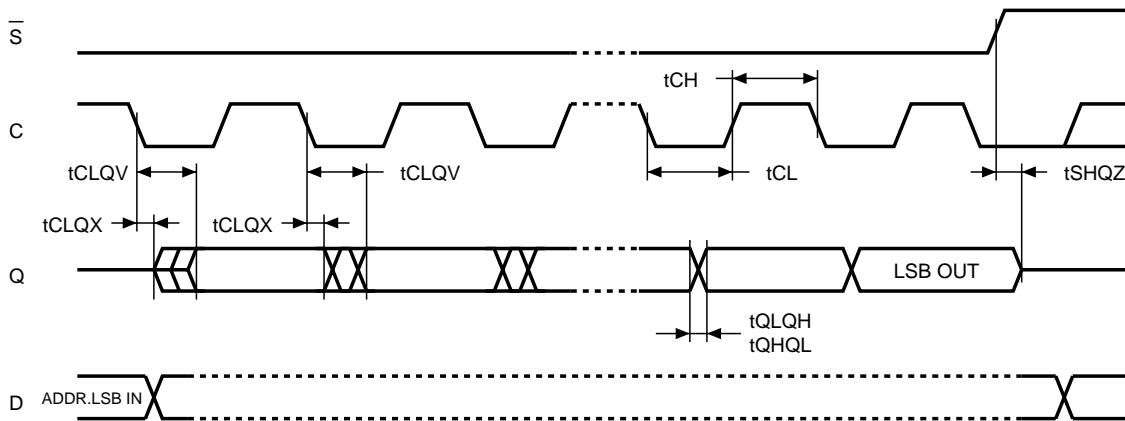 S
tCH
C
tCLQV
tCLQV
tCL
tSHQZ
tCLQX
tCLQX
Q
LSB OUT
tQLQH
tQHQL
D
ADDR.LSB IN